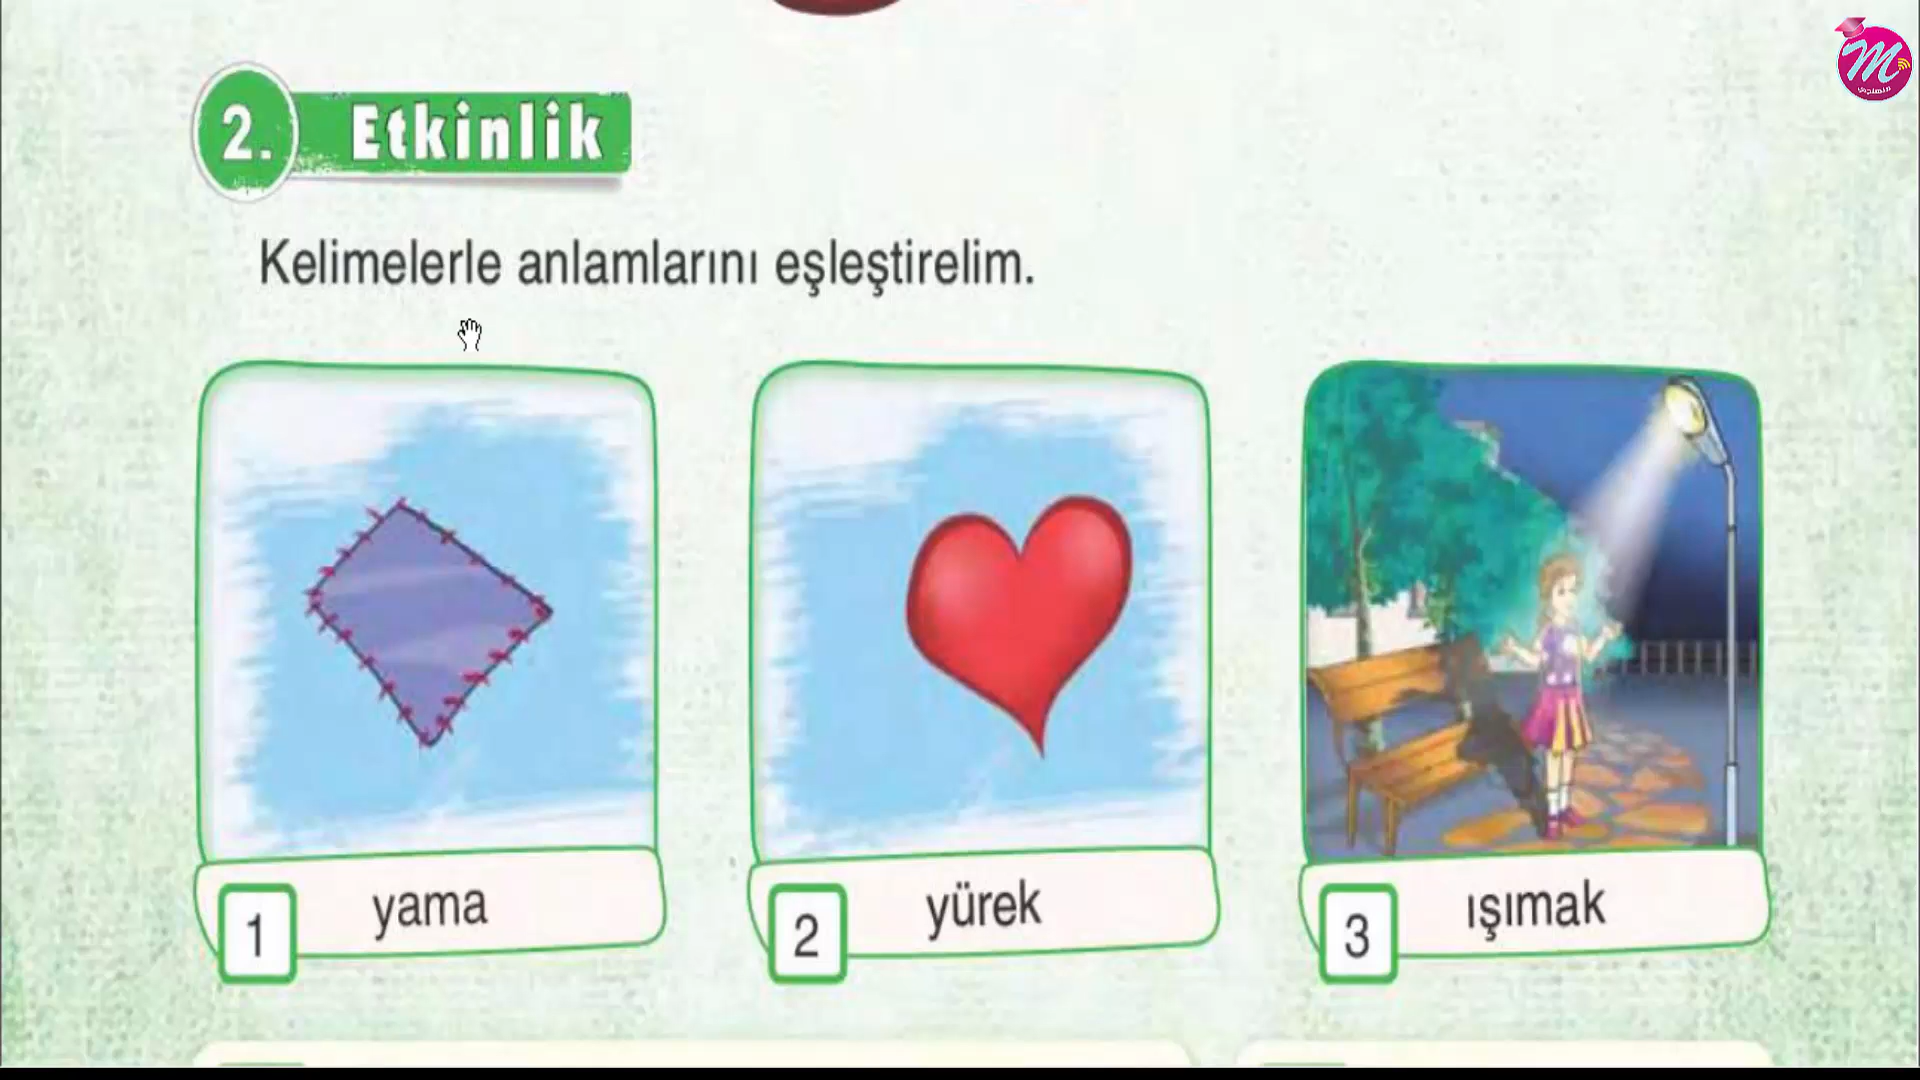 2. Etkinlik
Kelimelerle anlamlarını eşleştirelim.
1 yama
2 yürek
3 ışımak